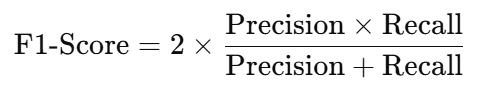 F1-Score = 2 × Precision × Recall / Precision + Recall